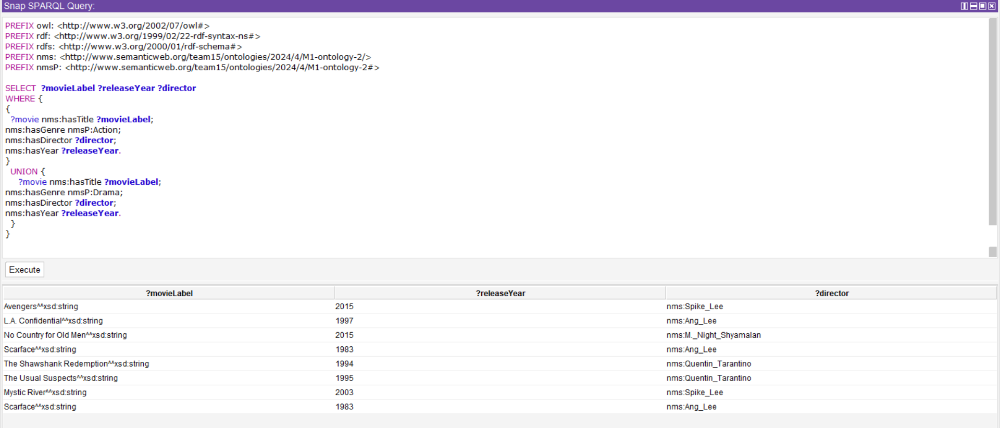 Snap SPARQL Query:
PREFIX owl: <http://www.w3.org/2002/07/owl#>
PREFIX rdf: <http://www.w3.org/1999/02/22-rdf-syntax-ns#>
PREFIX rdfs: <http://www.w3.org/2000/01/rdf-schema#>
PREFIX nms: <http://www.semanticweb.org/team15/ontologies/2024/4/M1-ontology-2/>
PREFIX nmsP: <http://www.semanticweb.org/team15/ontologies/2024/4/M1-ontology-2#>
SELECT ?movieLabel ?releaseYear ?director
WHERE {
{
?movie nms:hasTitle ?movieLabel;
nms:hasGenre nmsP:Action;
nms:hasDirector ?director;
nms:hasYear ?releaseYear.
}
UNION {
?movie nms:hasTitle ?movieLabel;
nms:hasGenre nmsP:Drama;
nms:hasDirector ?director;
nms:hasYear ?releaseYear.
}
}
Execute
?movieLabel ?releaseYear ?director
Avengers^^xsd:string 2015 nms:Spike_Lee
L.A. Confidential^^xsd:string 1997 nms:Ang_Lee
No Country for Old Men^^xsd:string 2015 nms:M._Night_Shyamalan
Scarface^^xsd:string 1983 nms:Ang_Lee
The Shawshank Redemption^^xsd:string 1994 nms:Quentin_Tarantino
The Usual Suspects^^xsd:string 1995 nms:Quentin_Tarantino
Mystic River^^xsd:string 2003 nms:Spike_Lee
Scarface^^xsd:string 1983 nms:Ang_Lee